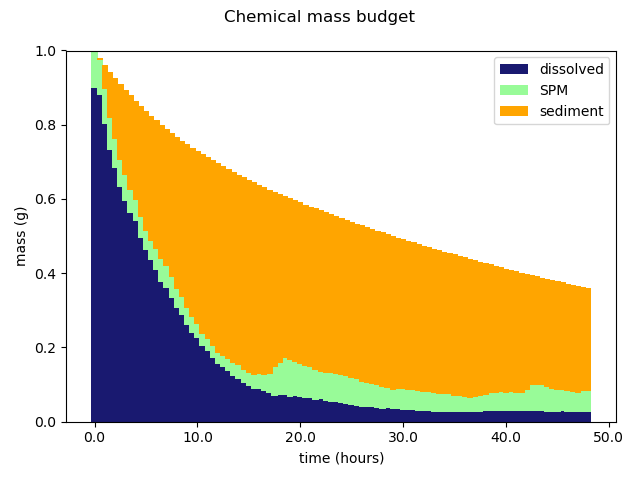 Chemical mass budget
1.0
0.8
0.6
0.4
0.2
0.0
mass (g)
dissolved
SPM
sediment
0.0 10.0 20.0 30.0 40.0 50.0
time (hours)